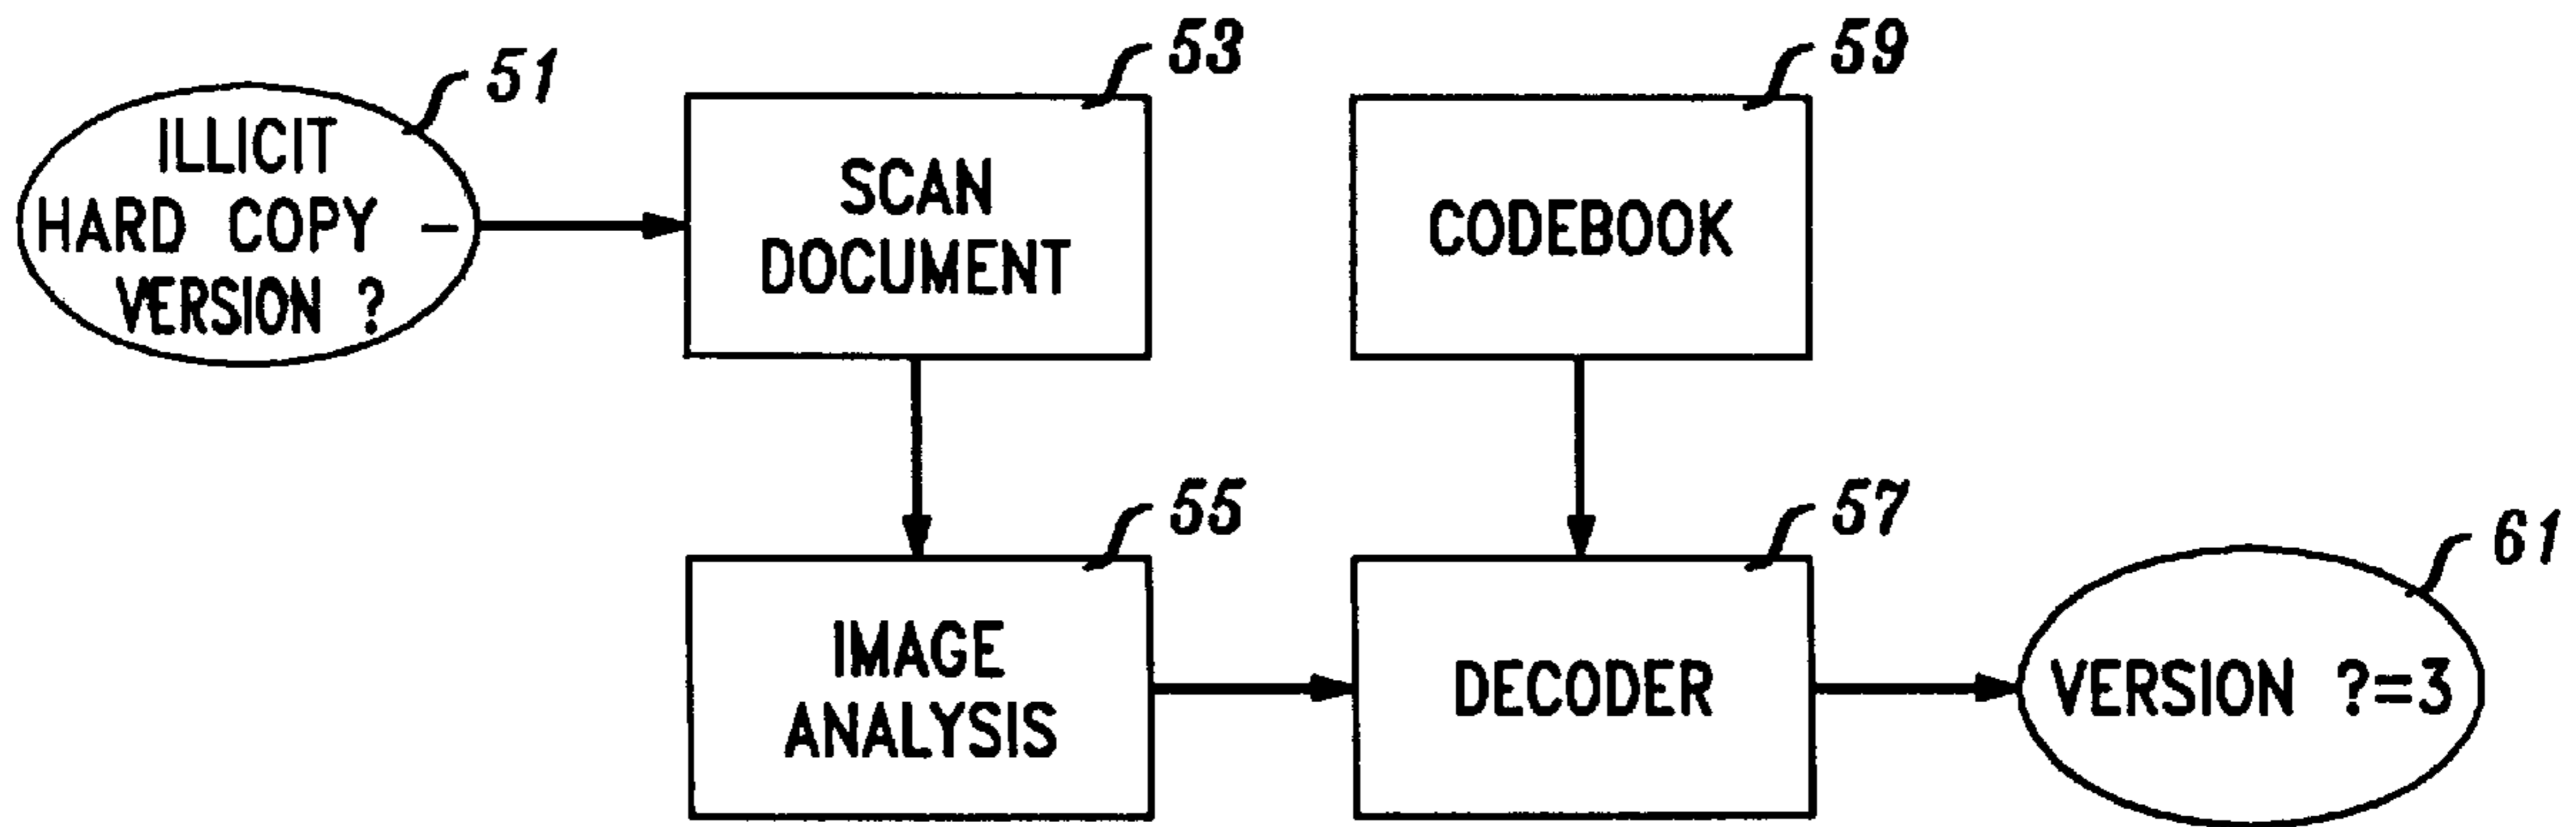 51
ILLICIT
HARD COPY -
VERSION ?
53
SCAN
DOCUMENT
59
CODEBOOK
55
IMAGE
ANALYSIS
57
DECODER
61
VERSION ?=3